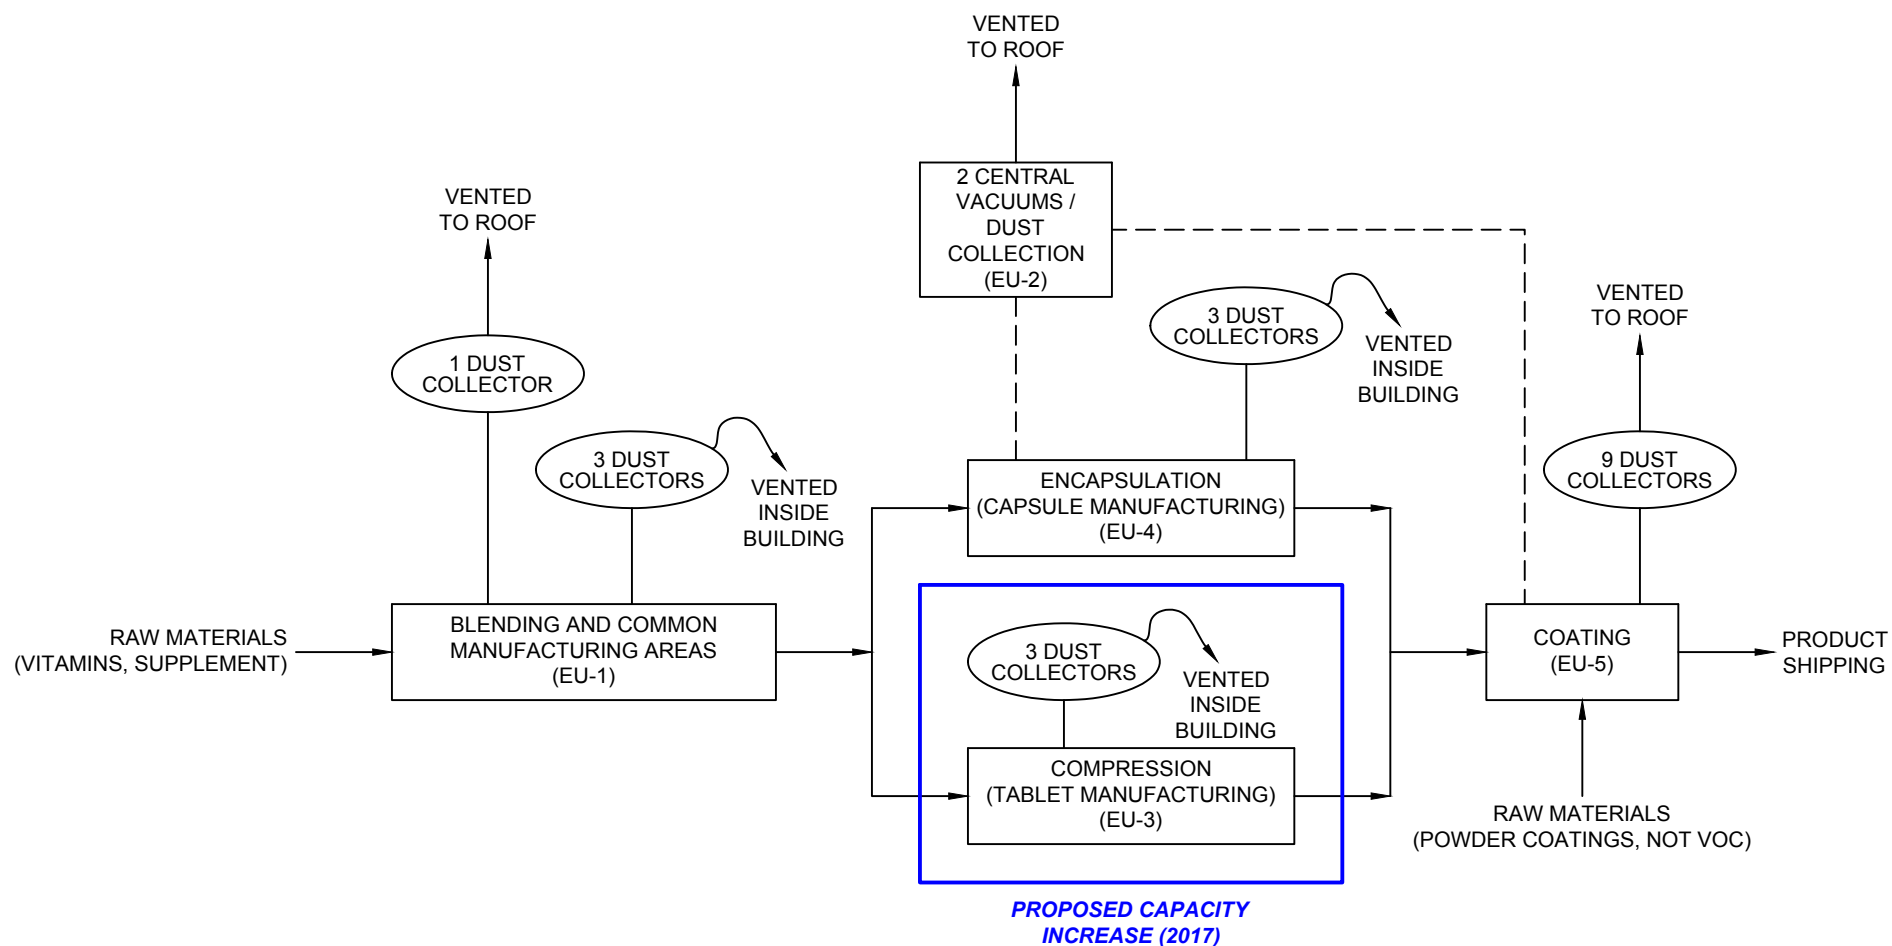 VENTED
TO ROOF
2 CENTRAL
VACUUMS /
DUST
COLLECTION
(EU-2)
VENTED
TO ROOF
1 DUST
COLLECTOR
3 DUST
COLLECTORS
VENTED
INSIDE
BUILDING
3 DUST
COLLECTORS
VENTED
INSIDE
BUILDING
VENTED
TO ROOF
9 DUST
COLLECTORS
ENCAPSULATION
(CAPSULE MANUFACTURING)
(EU-4)
RAW MATERIALS
(VITAMINS, SUPPLEMENT)
BLENDING AND COMMON
MANUFACTURING AREAS
(EU-1)
3 DUST
COLLECTORS
VENTED
INSIDE
BUILDING
COMPRESSION
(TABLET MANUFACTURING)
(EU-3)
COATING
(EU-5)
PRODUCT
SHIPPING
RAW MATERIALS
(POWDER COATINGS, NOT VOC)
PROPOSED CAPACITY
INCREASE (2017)